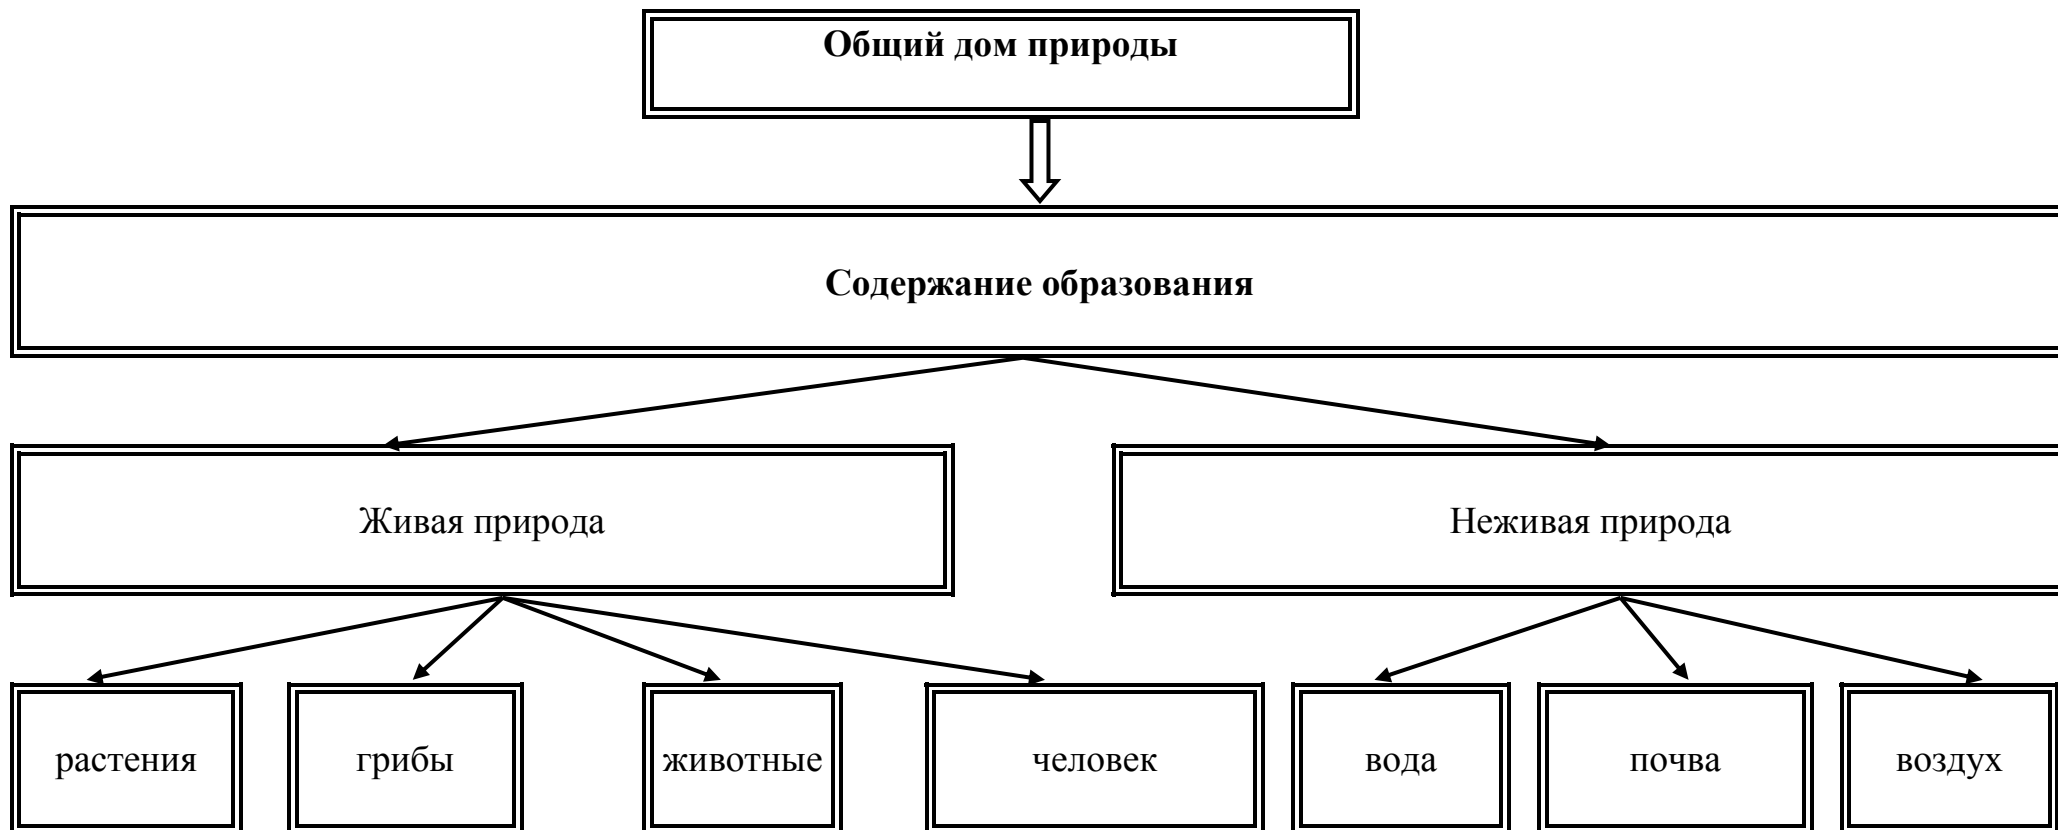 Общий дом природы
Содержание образования
Живая природа
Неживая природа
растения
грибы
животные
человек
вода
почва
воздух